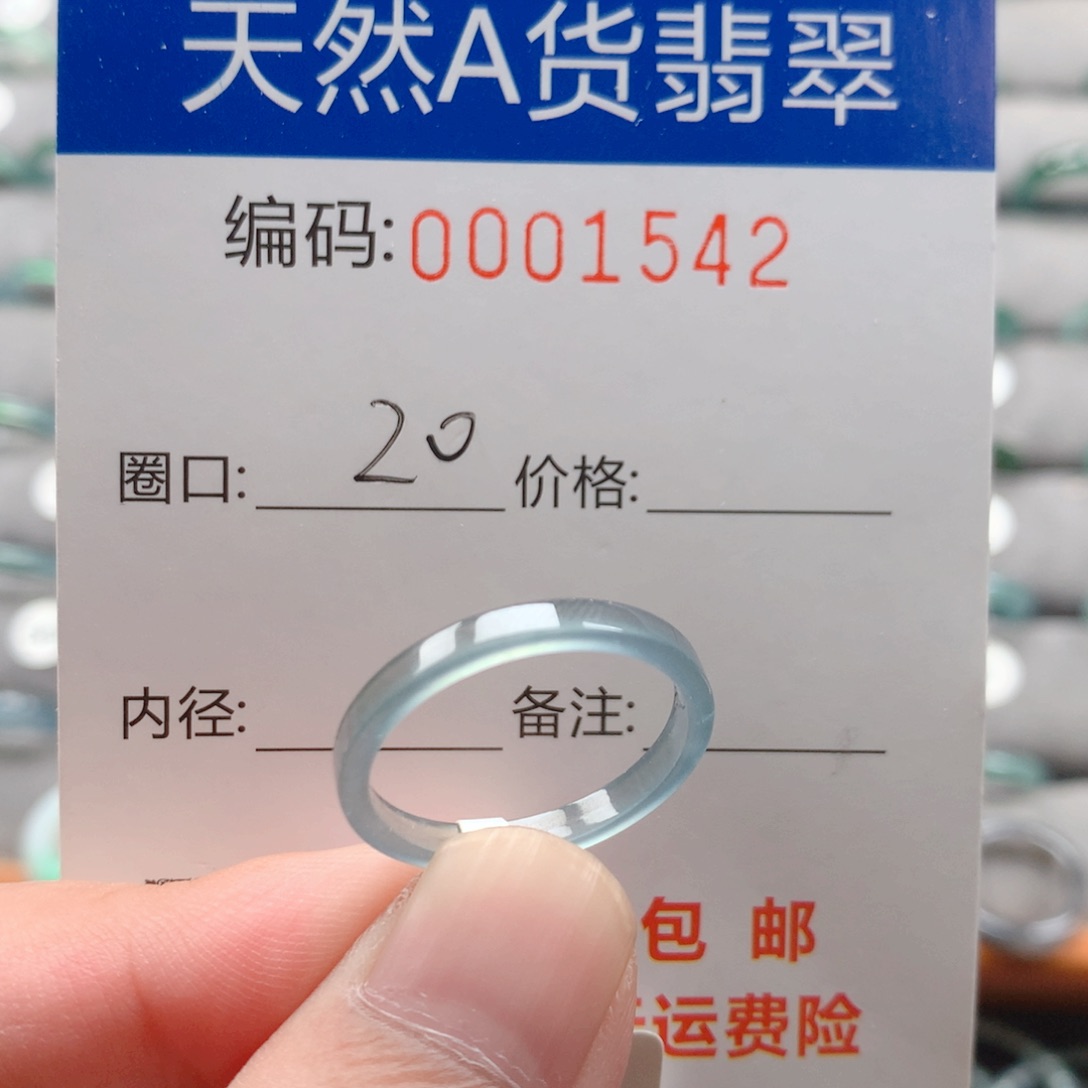 天然A货翡翠
编码:0001542
圈口: 20 价格:
内径: 备注:
包 邮
运费险